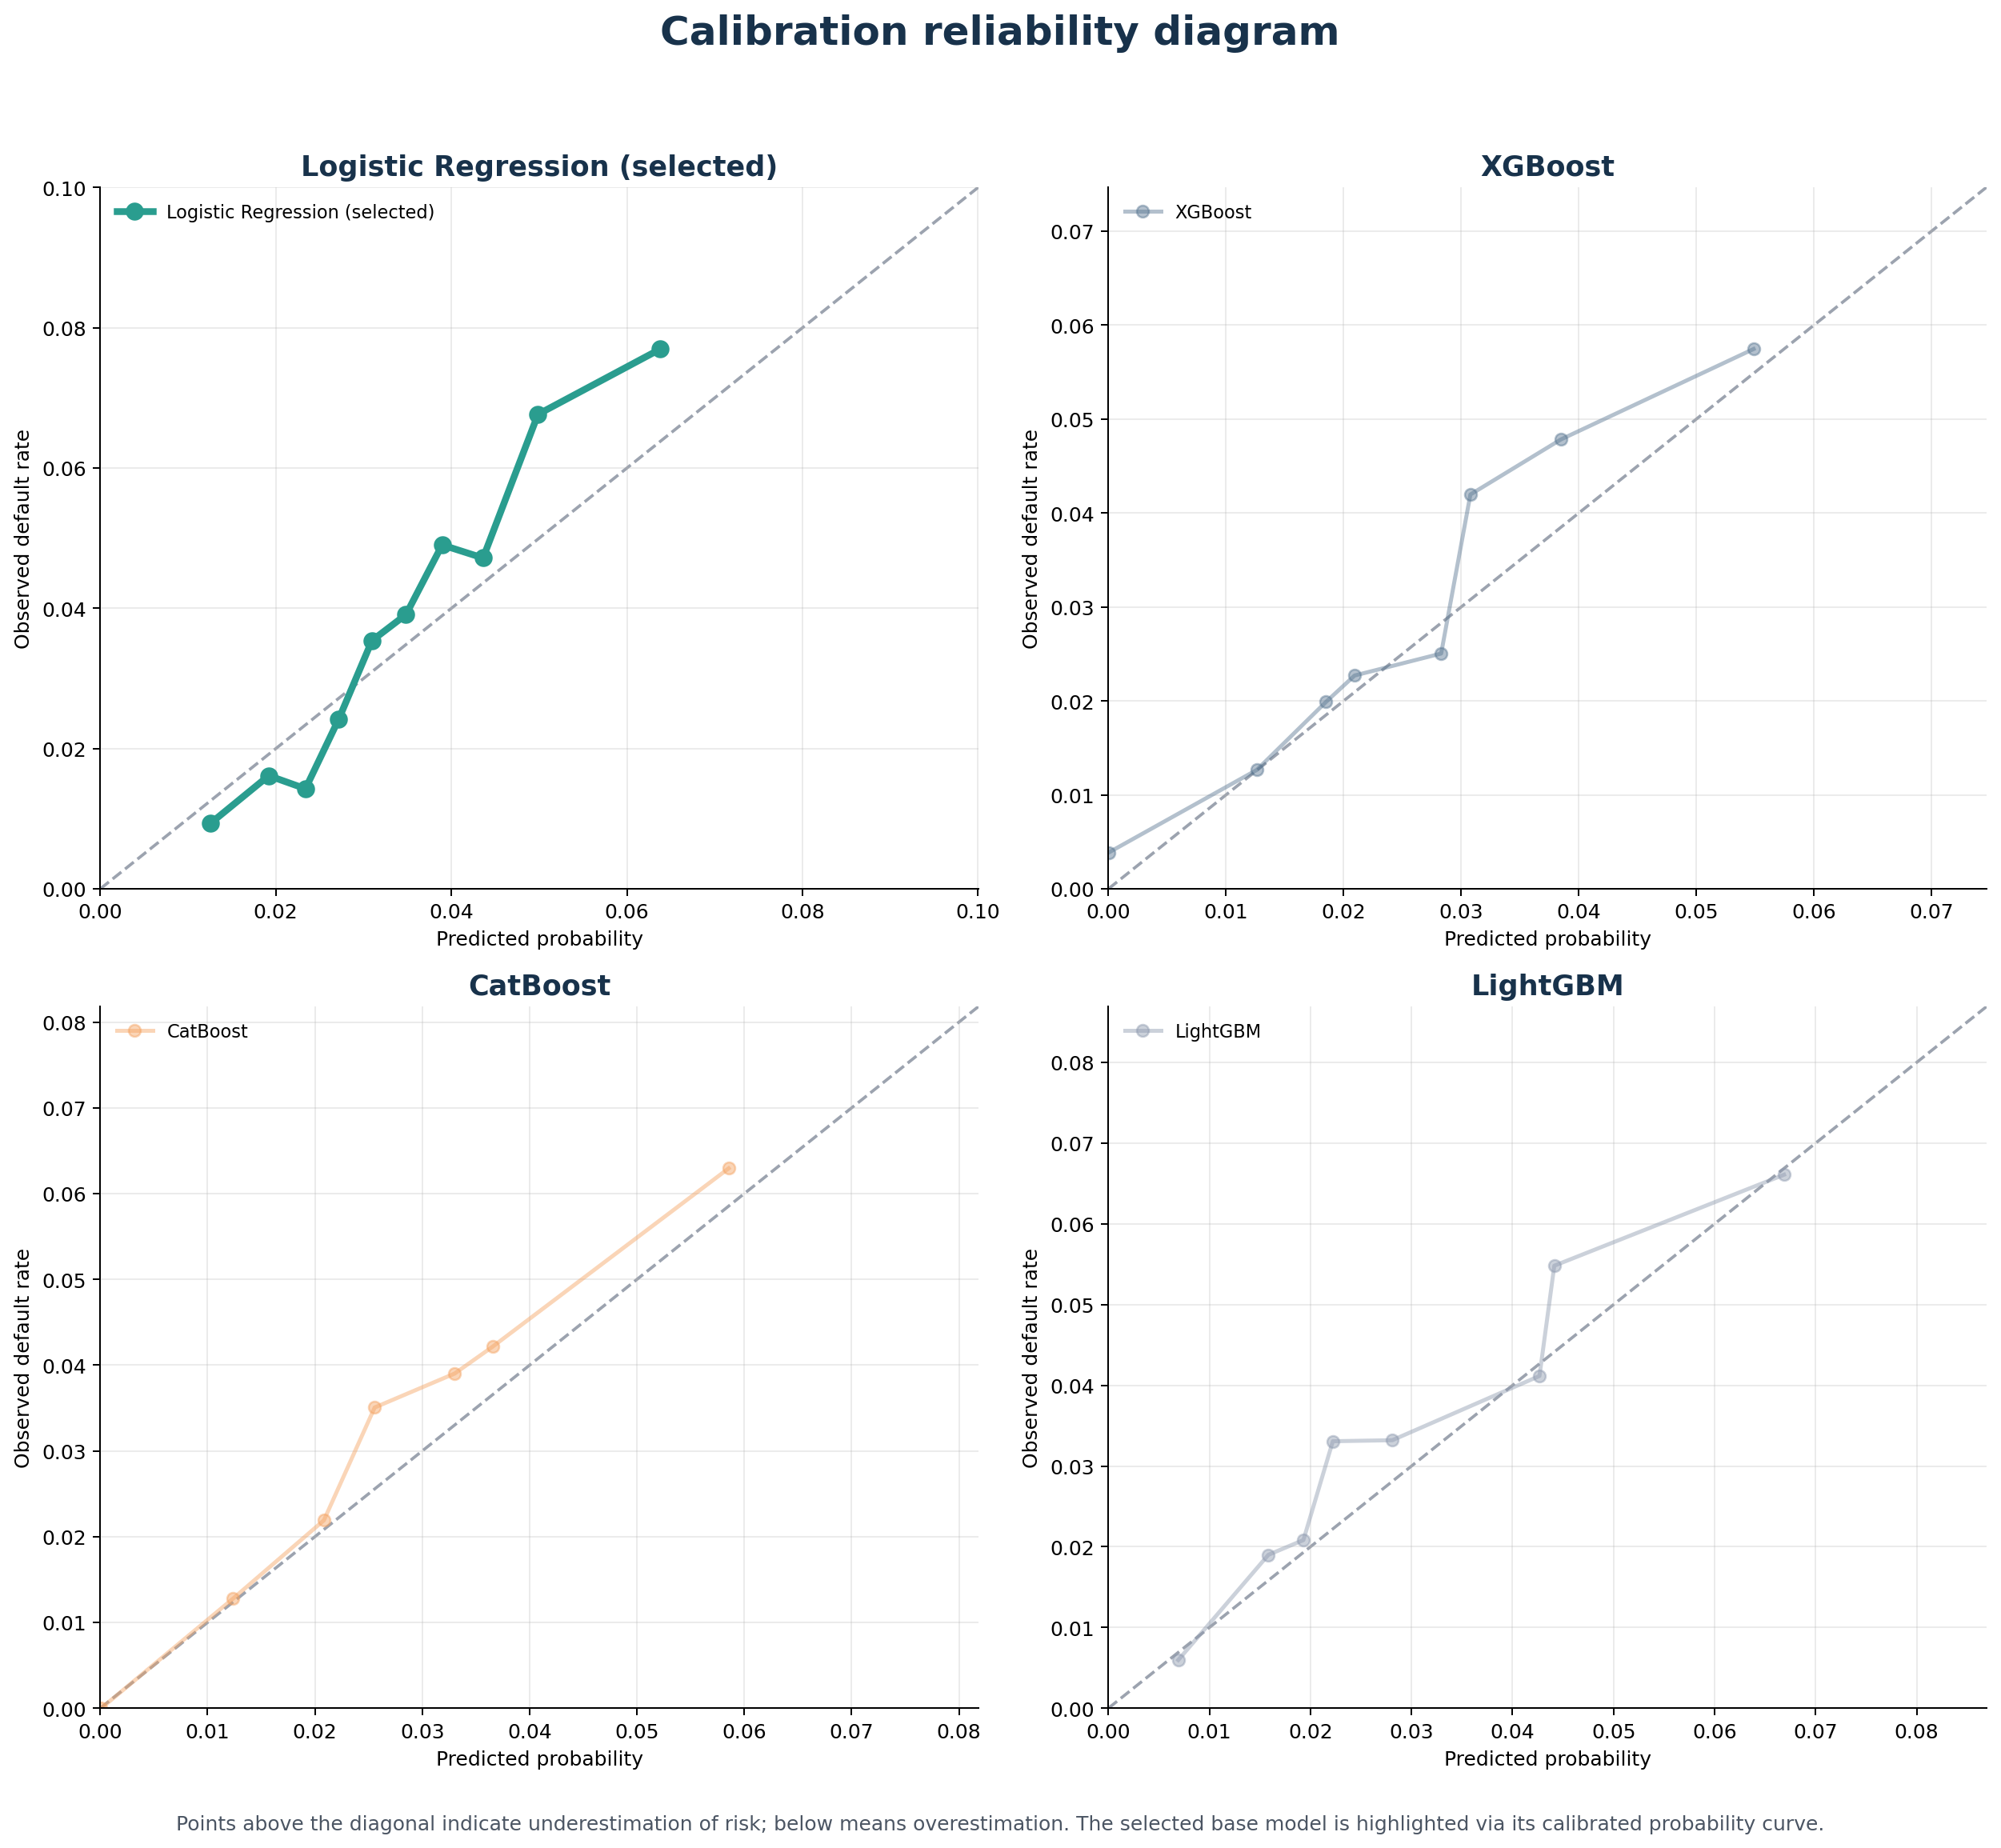 Calibration reliability diagram
Logistic Regression (selected)
Logistic Regression (selected)
0.10
0.08
0.06
0.04
0.02
0.00
Observed default rate
0.00 0.02 0.04 0.06 0.08 0.10
Predicted probability
XGBoost
XGBoost
0.07
0.06
0.05
0.04
0.03
0.02
0.01
0.00
Observed default rate
0.00 0.01 0.02 0.03 0.04 0.05 0.06 0.07
Predicted probability
CatBoost
CatBoost
0.08
0.07
0.06
0.05
0.04
0.03
0.02
0.01
0.00
Observed default rate
0.00 0.01 0.02 0.03 0.04 0.05 0.06 0.07 0.08
Predicted probability
LightGBM
LightGBM
0.08
0.07
0.06
0.05
0.04
0.03
0.02
0.01
0.00
Observed default rate
0.00 0.01 0.02 0.03 0.04 0.05 0.06 0.07 0.08
Predicted probability
Points above the diagonal indicate underestimation of risk; below means overestimation. The selected base model is highlighted via its calibrated probability curve.